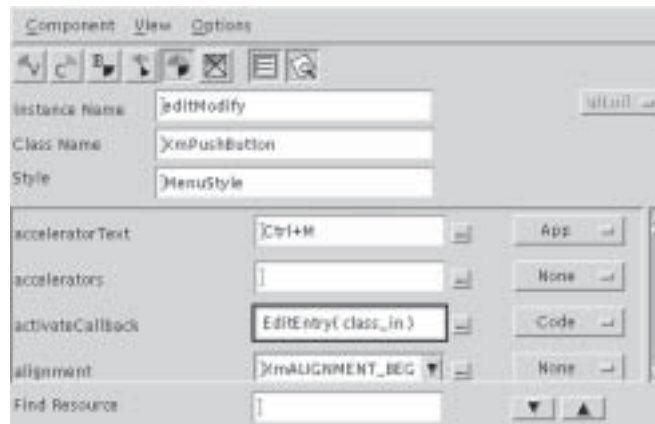 Component View Options
Instance Name editModify
Class Name XmPushButton
Style MenuStyle
acceleratorText Ctrl+M App
accelerators None
activateCallback EditEntry( class_in ) Code
alignment XmALIGNMENT_BEG None
Find Resource